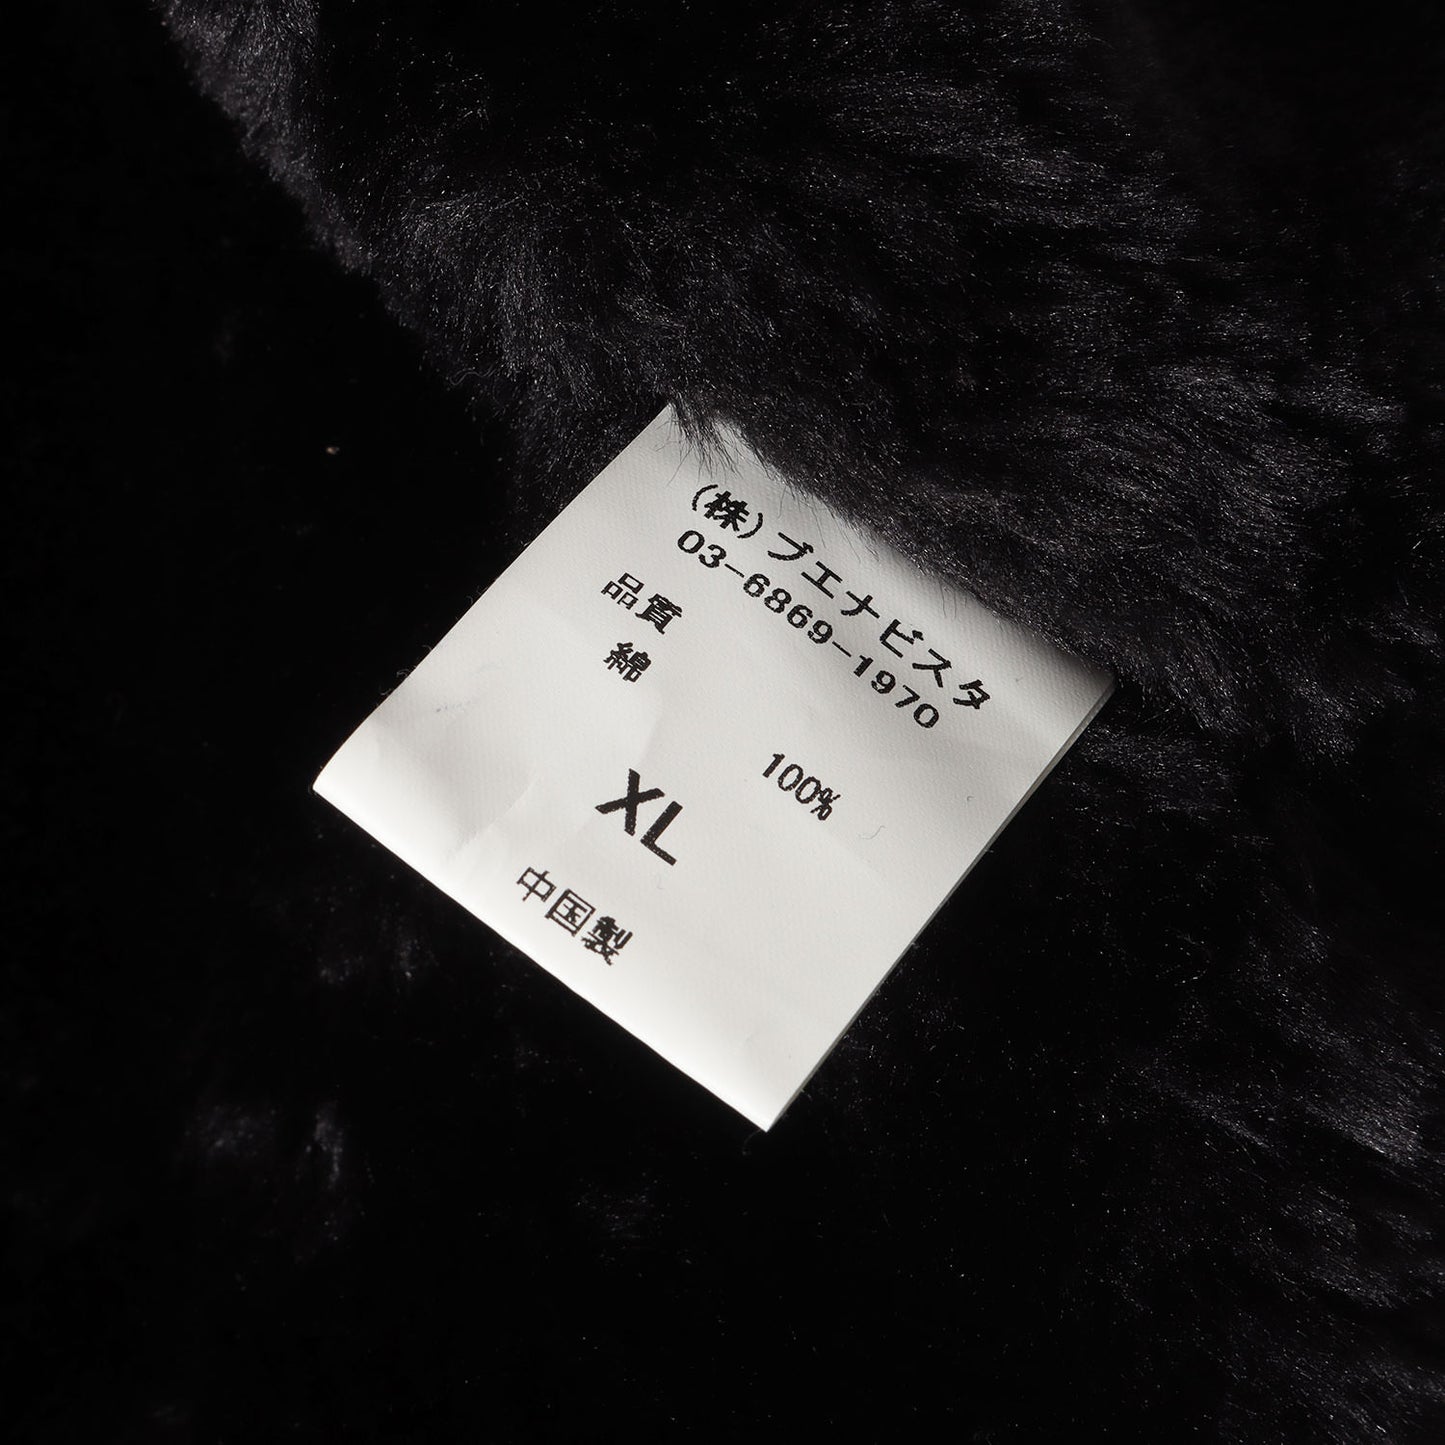 (株)ブエナビスタ
03-6869-1970
品質
綿 100%
XL
中国製